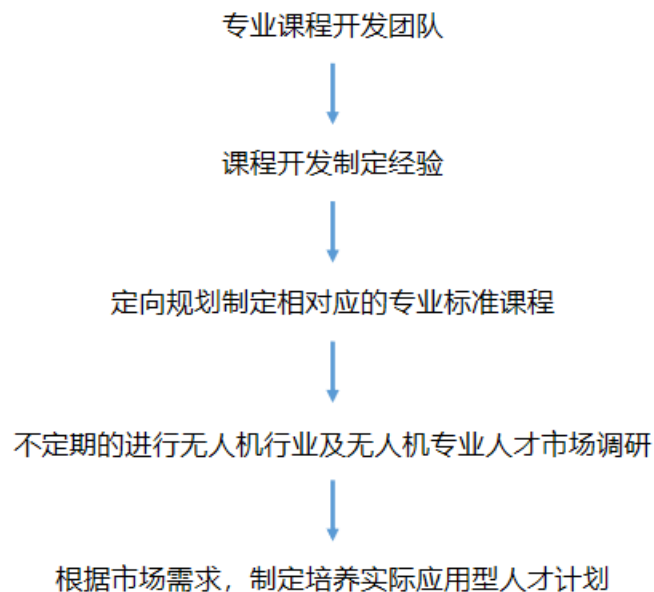 专业课程开发团队
课程开发制定经验
定向规划制定相对应的专业标准课程
不定期的进行无人机行业及无人机专业人才市场调研
根据市场需求，制定培养实际应用型人才计划